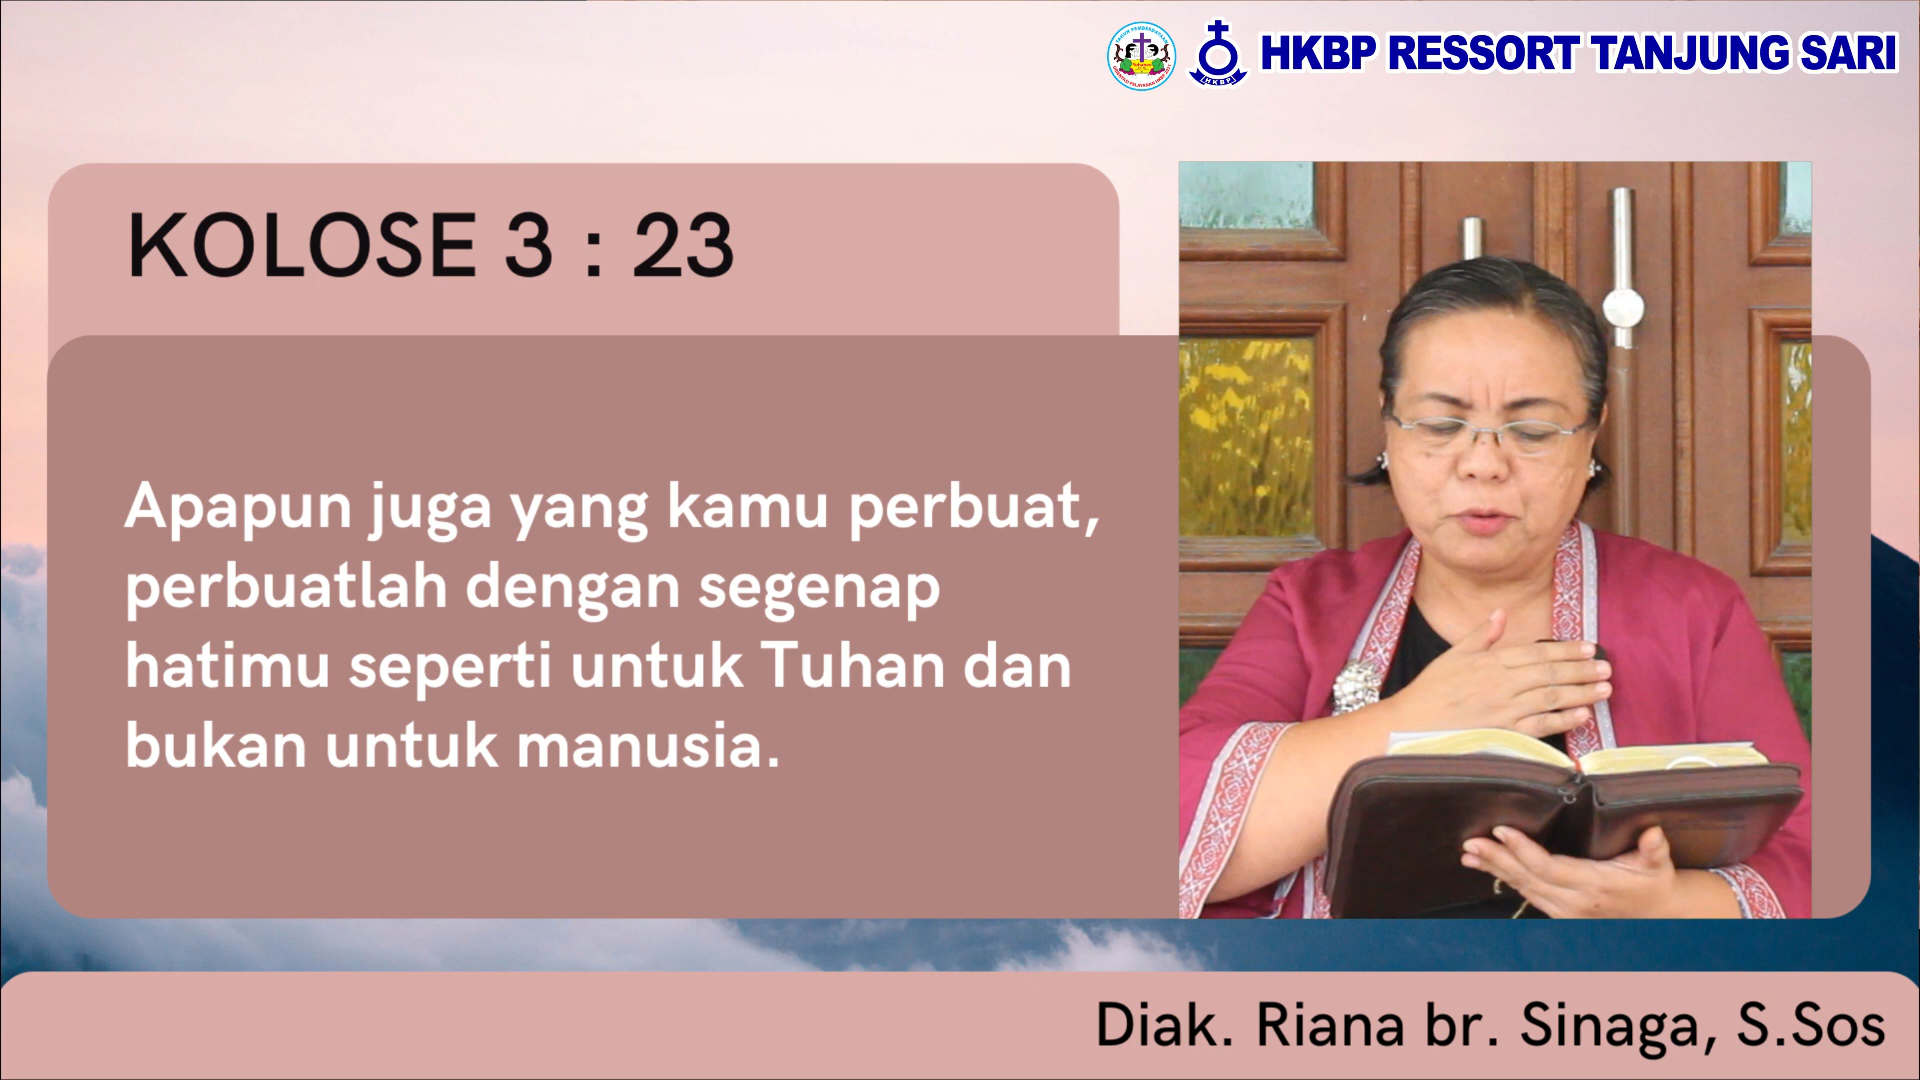 HKBP RESSORT TANJUNG SARI
HKBP
KOLOSE 3 : 23
Apapun juga yang kamu perbuat,
perbuatlah dengan segenap
hatimu seperti untuk Tuhan dan
bukan untuk manusia.
Diak. Riana br. Sinaga, S.Sos